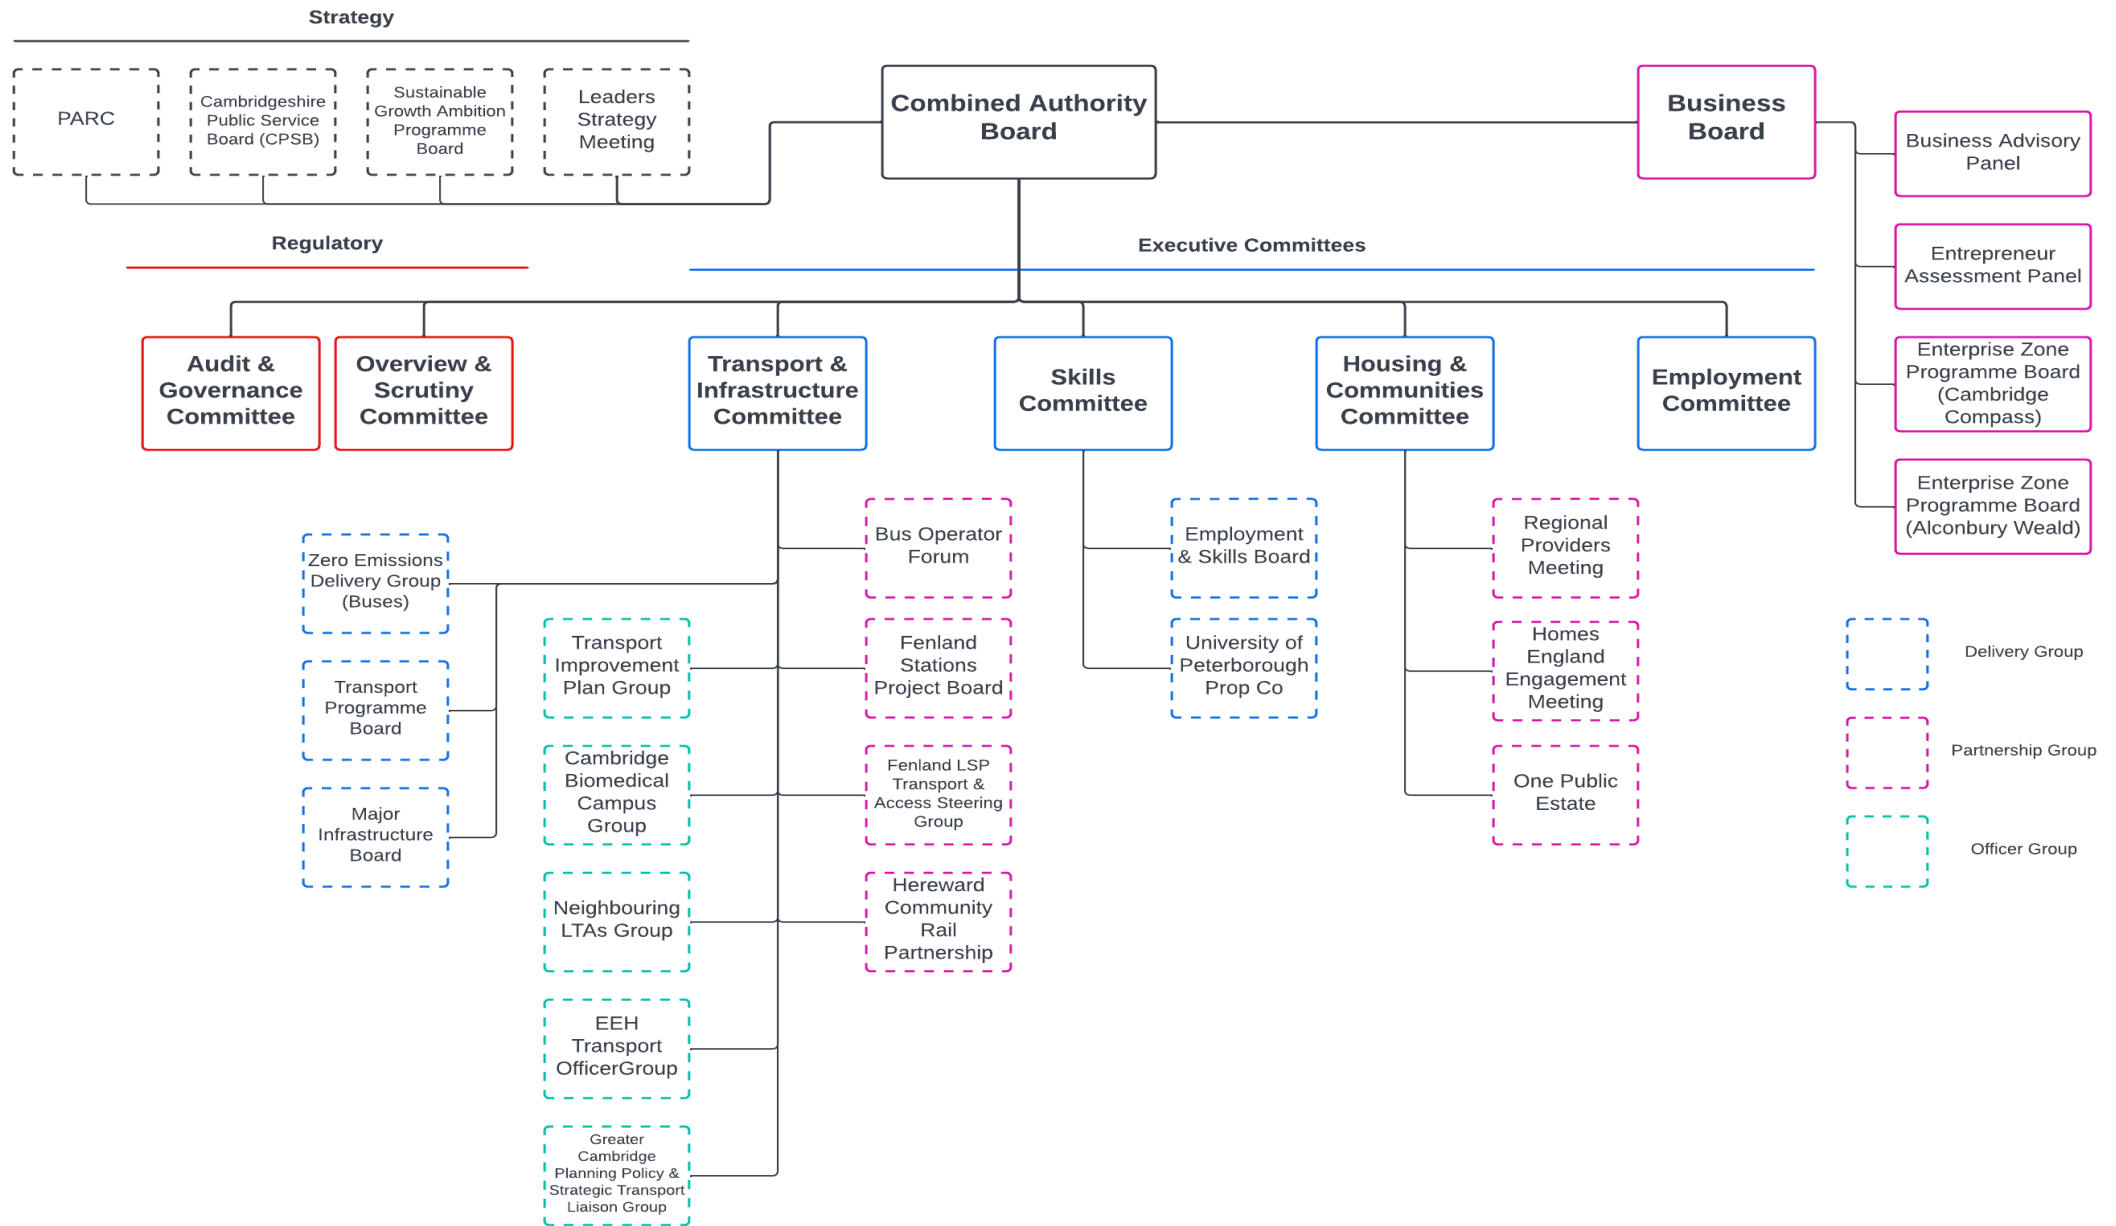 Strategy
PARC
Cambridgeshire
Public Service
Board (CPSB)
Sustainable
Growth Ambition
Programme
Board
Leaders
Strategy
Meeting
Combined Authority
Board
Business
Board
Business Advisory
Panel
Entrepreneur
Assessment Panel
Enterprise Zone
Programme Board
(Cambridge
Compass)
Enterprise Zone
Programme Board
(Alconbury Weald)
Regulatory
Executive Committees
Audit &
Governance
Committee
Overview &
Scrutiny
Committee
Transport &
Infrastructure
Committee
Skills
Committee
Housing &
Communities
Committee
Employment
Committee
Zero Emissions
Delivery Group
(Buses)
Transport
Programme
Board
Major
Infrastructure
Board
Transport
Improvement
Plan Group
Cambridge
Biomedical
Campus
Group
Neighbouring
LTAs Group
EEH
Transport
OfficerGroup
Greater
Cambridge
Planning Policy &
Strategic Transport
Liaison Group
Bus Operator
Forum
Fenland
Stations
Project Board
Fenland LSP
Transport &
Access Steering
Group
Hereward
Community
Rail
Partnership
Employment
& Skills Board
University of
Peterborough
Prop Co
Regional
Providers
Meeting
Homes
England
Engagement
Meeting
One Public
Estate
Delivery Group
Partnership Group
Officer Group